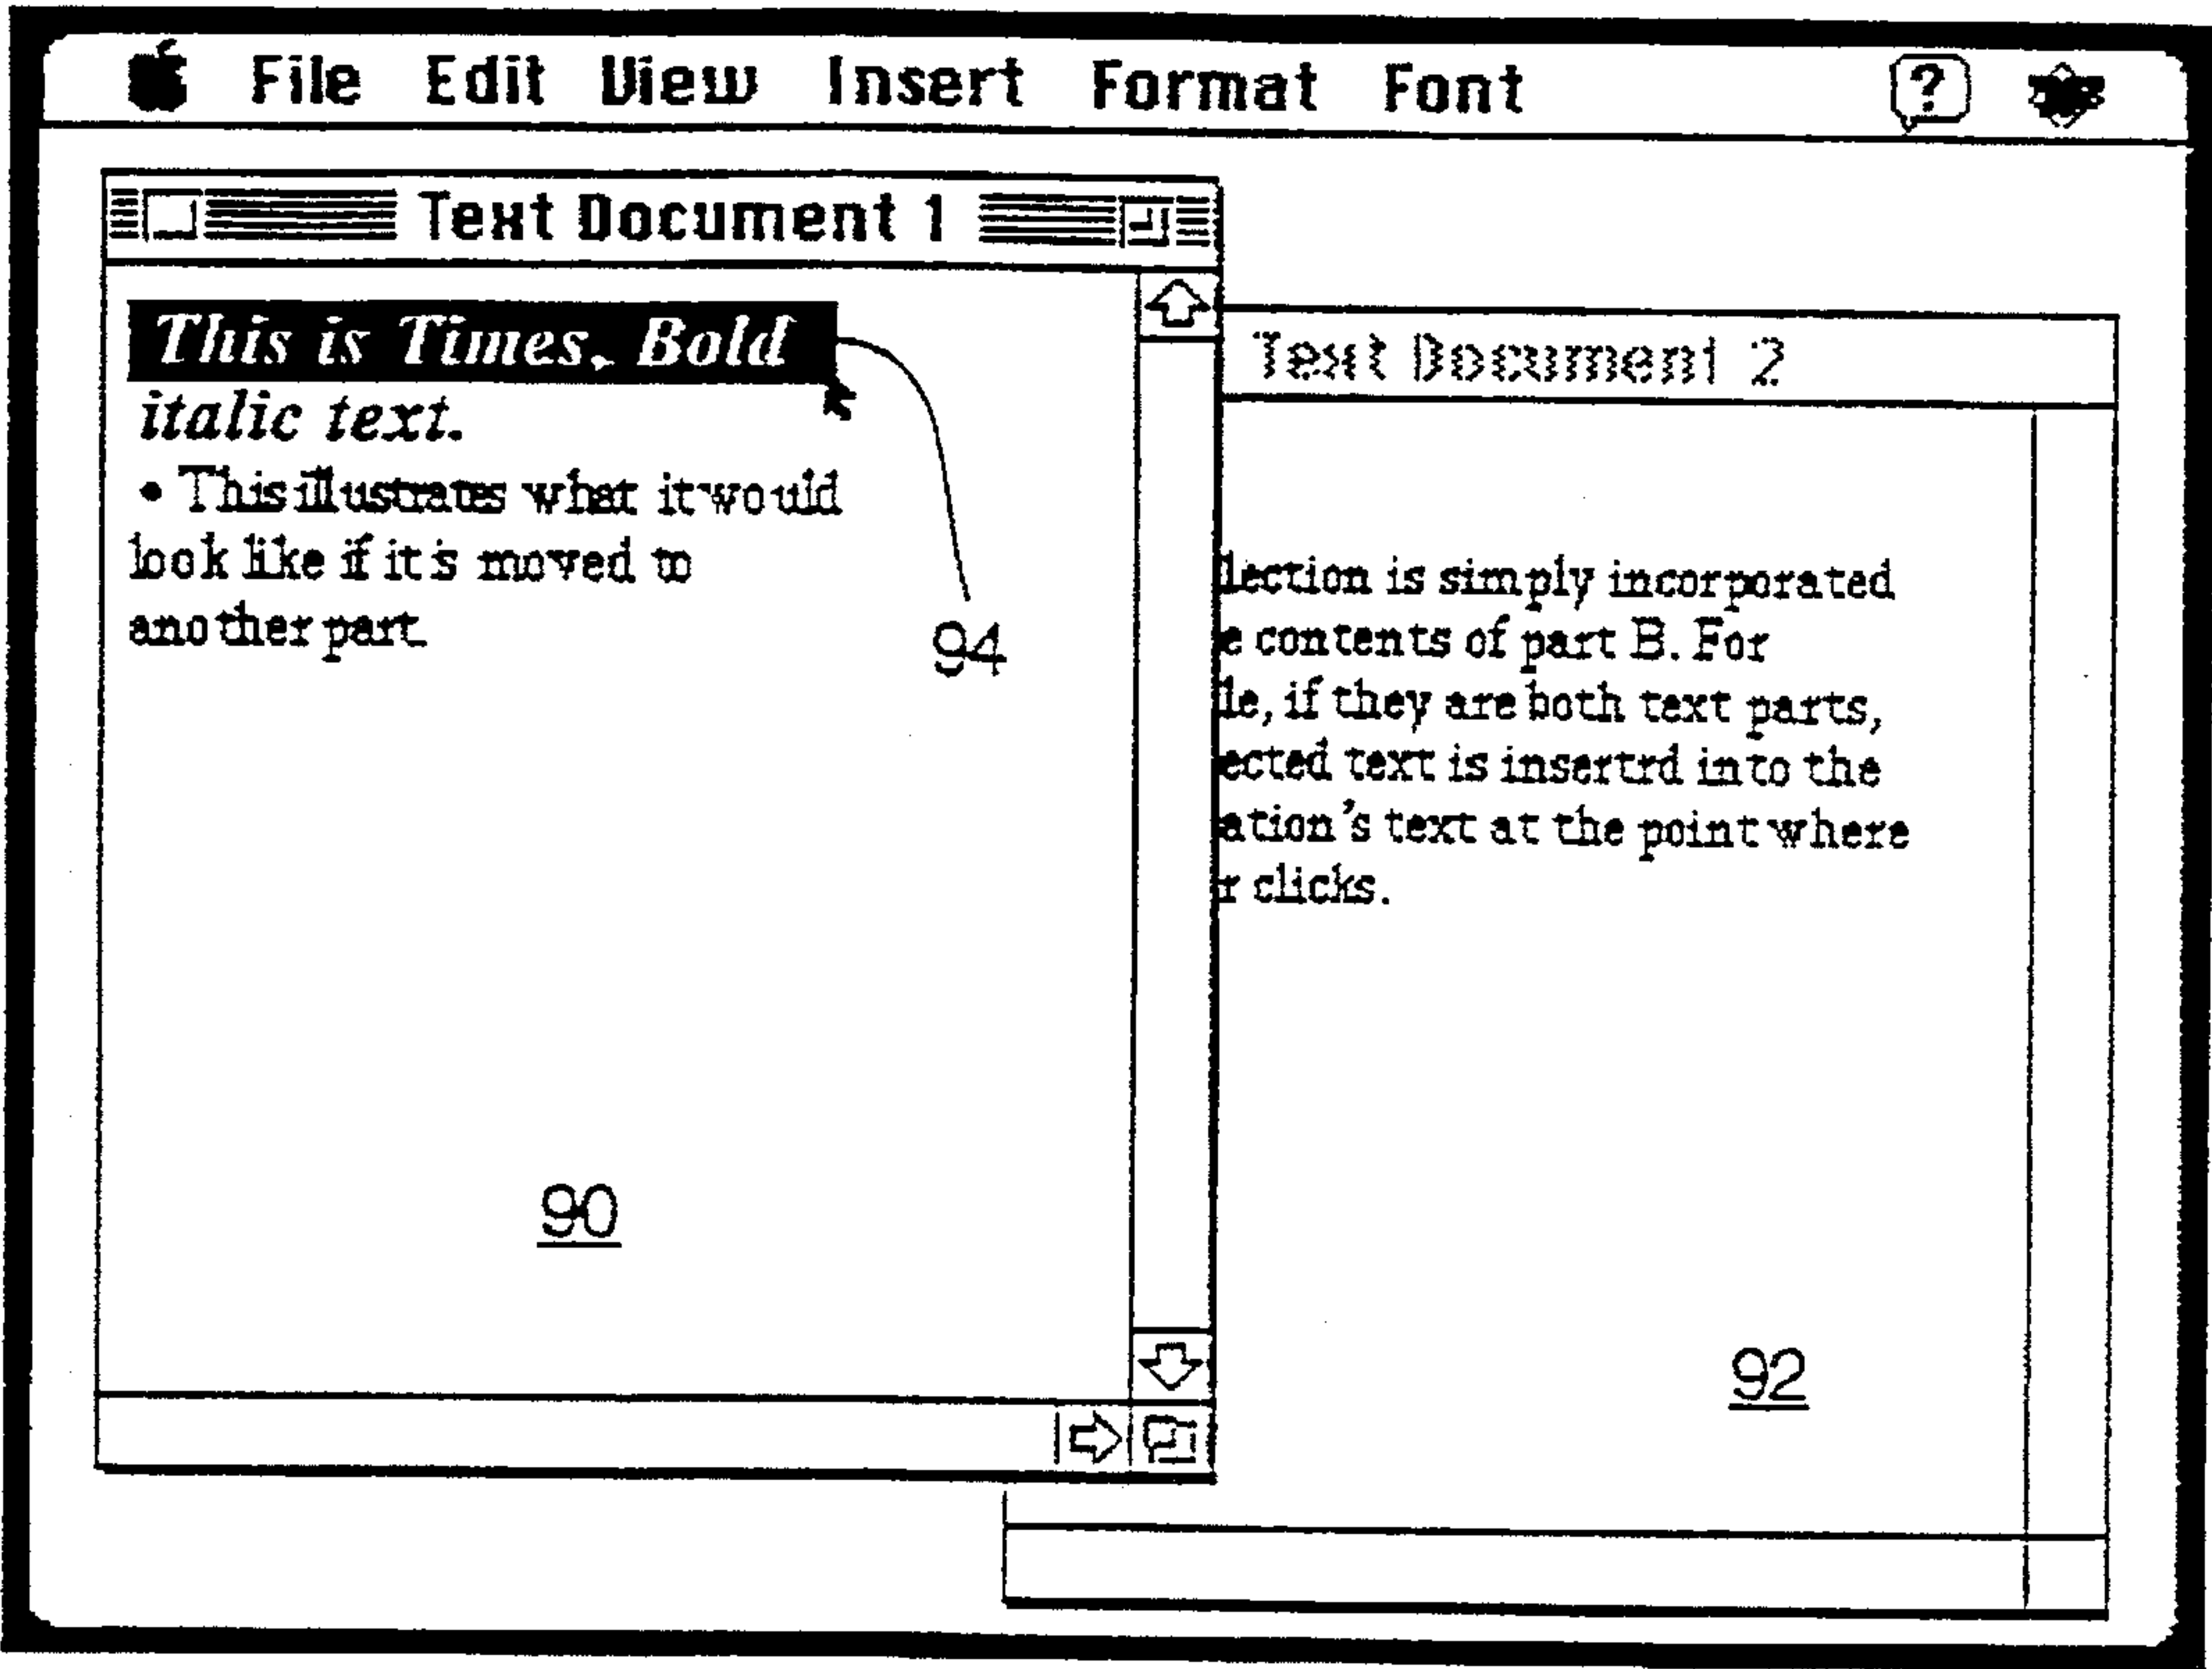 File Edit View Insert Format Font ?
Text Document 1
This is Times, Bold
italic text.
• This illustrates what it would
look like if it's moved to
another part.
94
90
Text Document 2
lection is simply incorporated
e contents of part B. For
le, if they are both text parts,
ected text is insertrd into the
ation's text at the point where
r clicks.
92